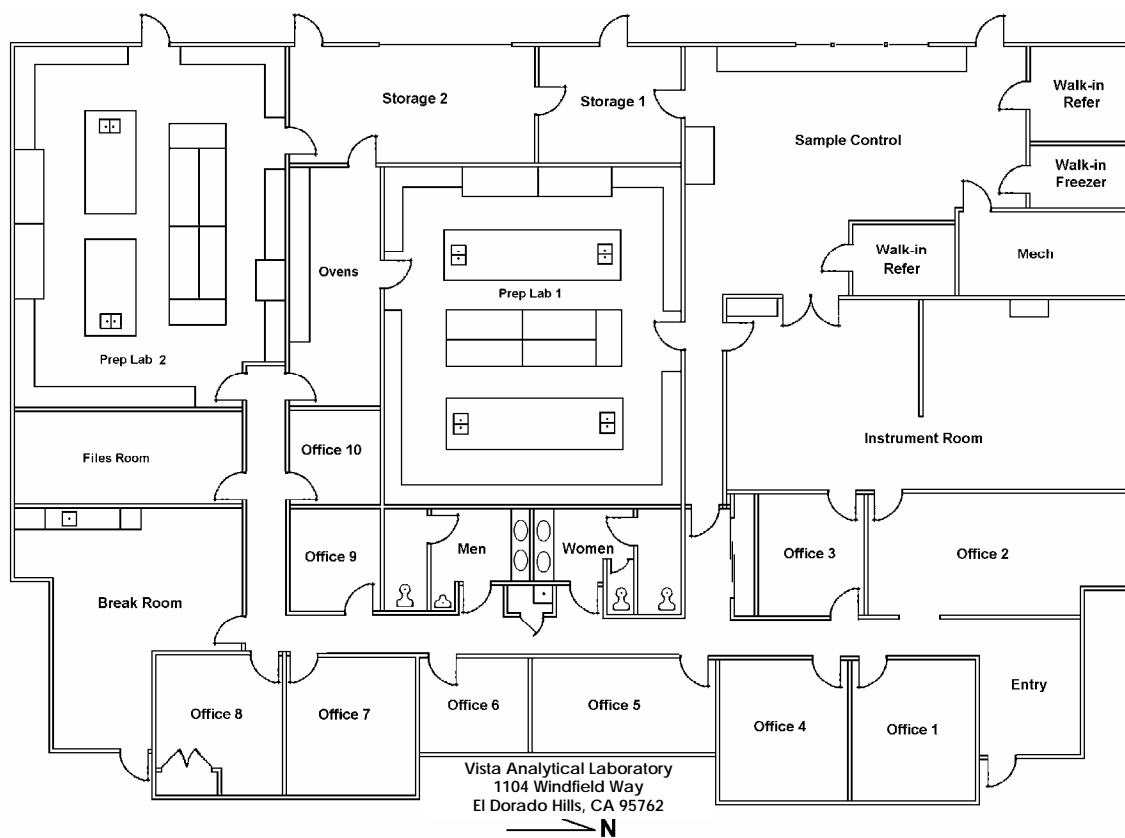 Storage 2
Storage 1
Sample Control
Walk-in
Refer
Walk-in
Freezer
Walk-in
Refer
Mech
Ovens
Prep Lab 1
Prep Lab 2
Instrument Room
Files Room
Office 10
Office 9
Men
Women
Office 3
Office 2
Break Room
Office 8
Office 7
Office 6
Office 5
Office 4
Office 1
Entry
Vista Analytical Laboratory
1104 Windfield Way
El Dorado Hills, CA 95762
N